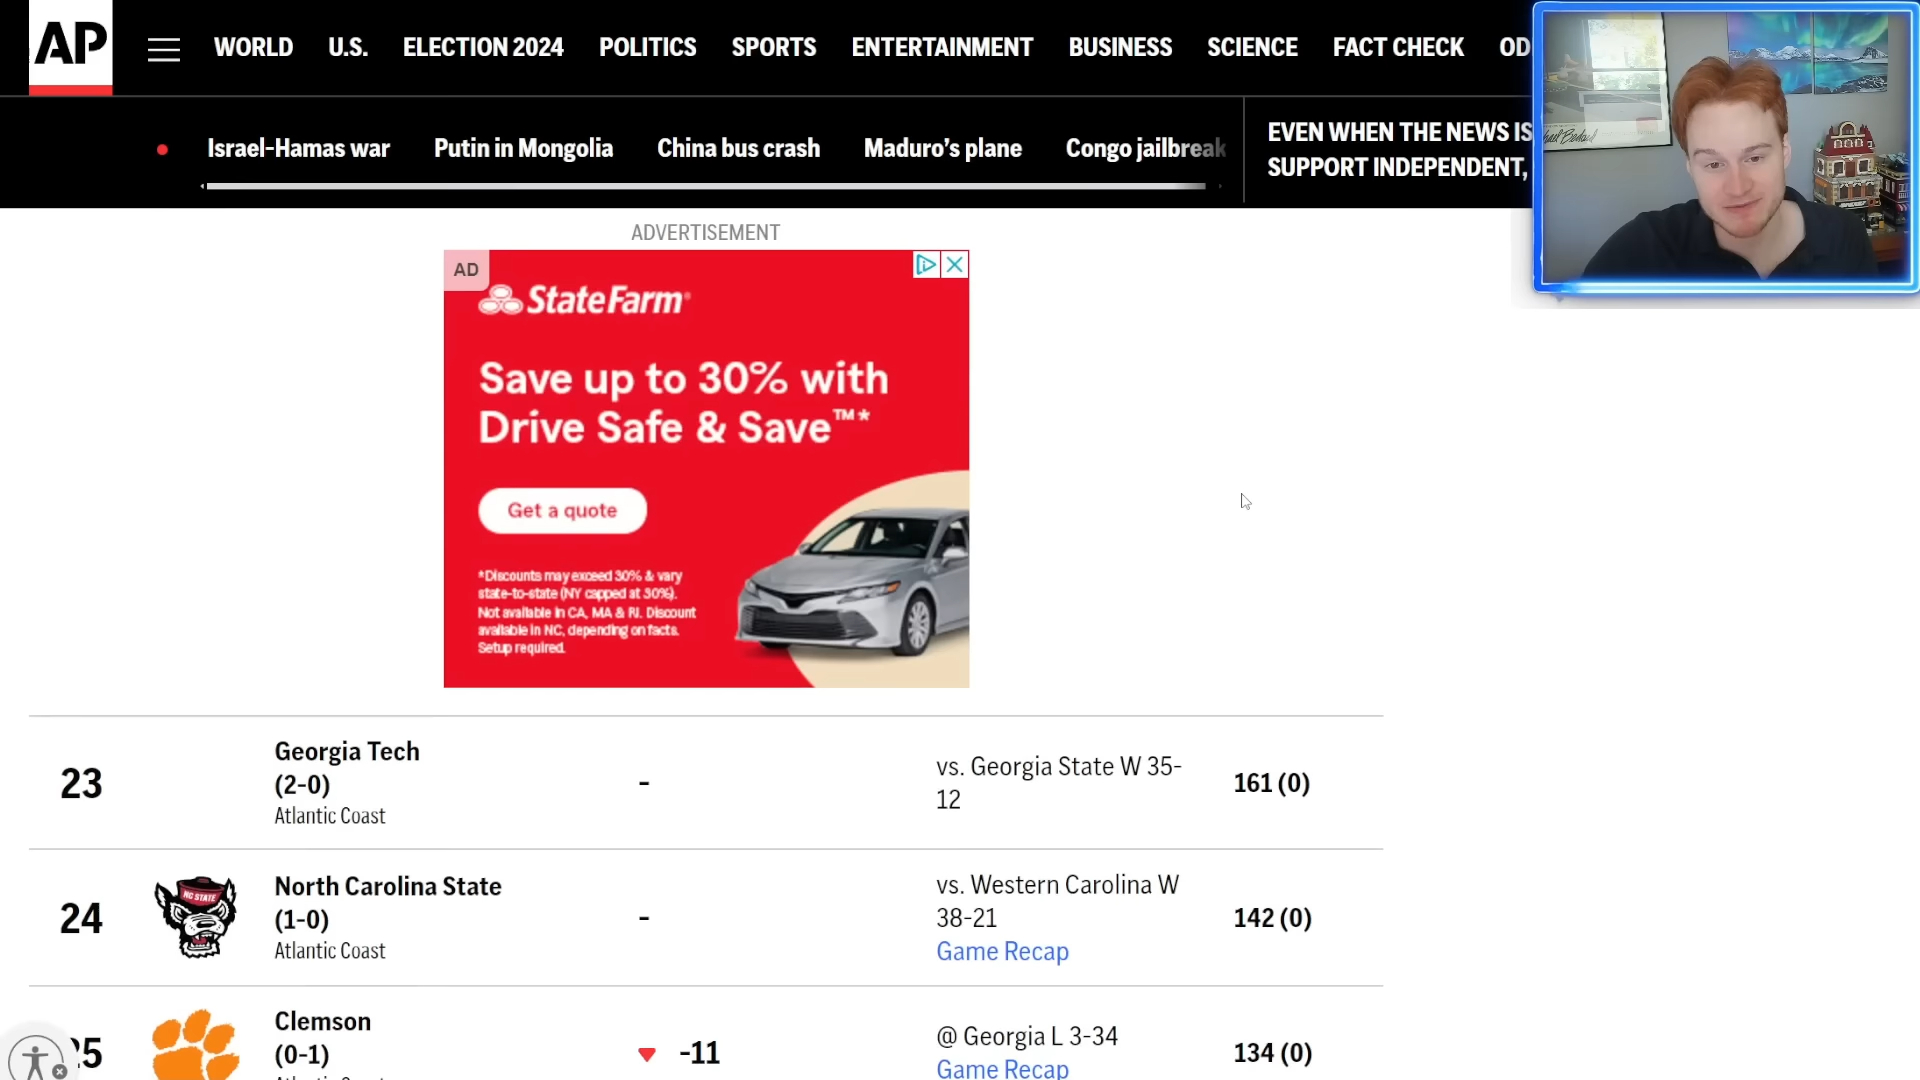 AP
WORLD U.S. ELECTION 2024 POLITICS SPORTS ENTERTAINMENT BUSINESS SCIENCE FACT CHECK OD
Israel-Hamas war Putin in Mongolia China bus crash Maduro's plane Congo jailbreak
EVEN WHEN THE NEWS IS
SUPPORT INDEPENDENT,
ADVERTISEMENT
AD
StateFarm®
Save up to 30% with
Drive Safe & Save™*
Get a quote
*Discounts may exceed 30% & vary
state-to-state (NY capped at 30%).
Not available in CA, MA & RI. Discount
available in NC, depending on facts.
Setup required.
23
Georgia Tech
(2-0)
Atlantic Coast
-
vs. Georgia State W 35-
12
161 (0)
24
NC STATE
North Carolina State
(1-0)
Atlantic Coast
-
vs. Western Carolina W
38-21
Game Recap
142 (0)
25
Clemson
(0-1)
-11
@ Georgia L 3-34
Game Recap
134 (0)